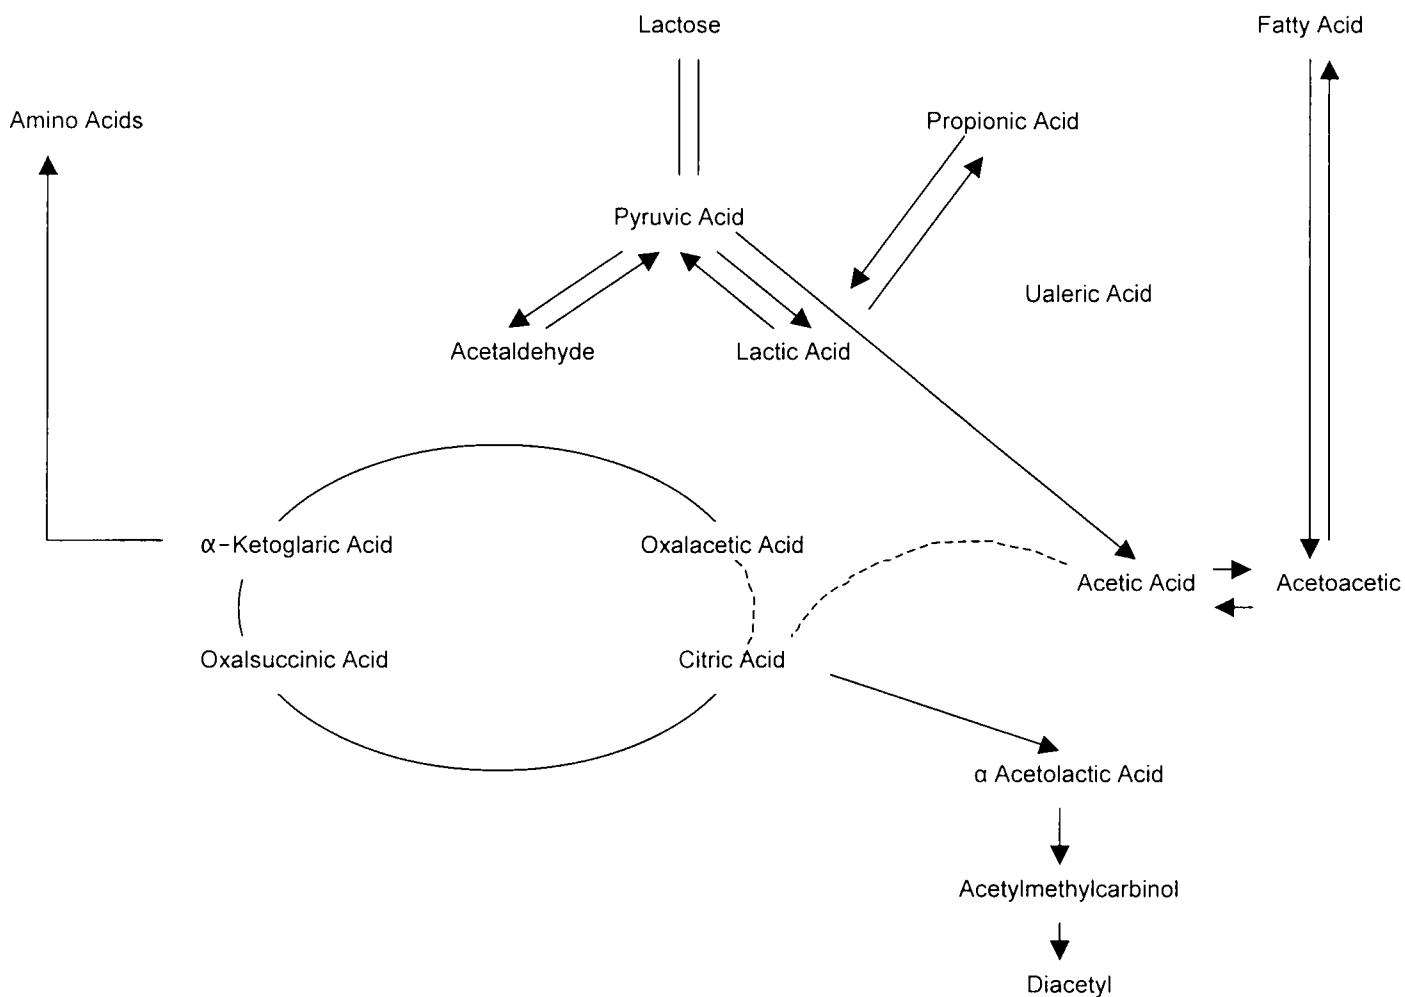 Lactose
Fatty Acid
Amino Acids
Propionic Acid
Pyruvic Acid
Ualeric Acid
Acetaldehyde
Lactic Acid
α-Ketoglaric Acid
Oxalacetic Acid
Acetic Acid
Acetoacetic
Oxalsuccinic Acid
Citric Acid
α Acetolactic Acid
Acetylmethylcarbinol
Diacetyl